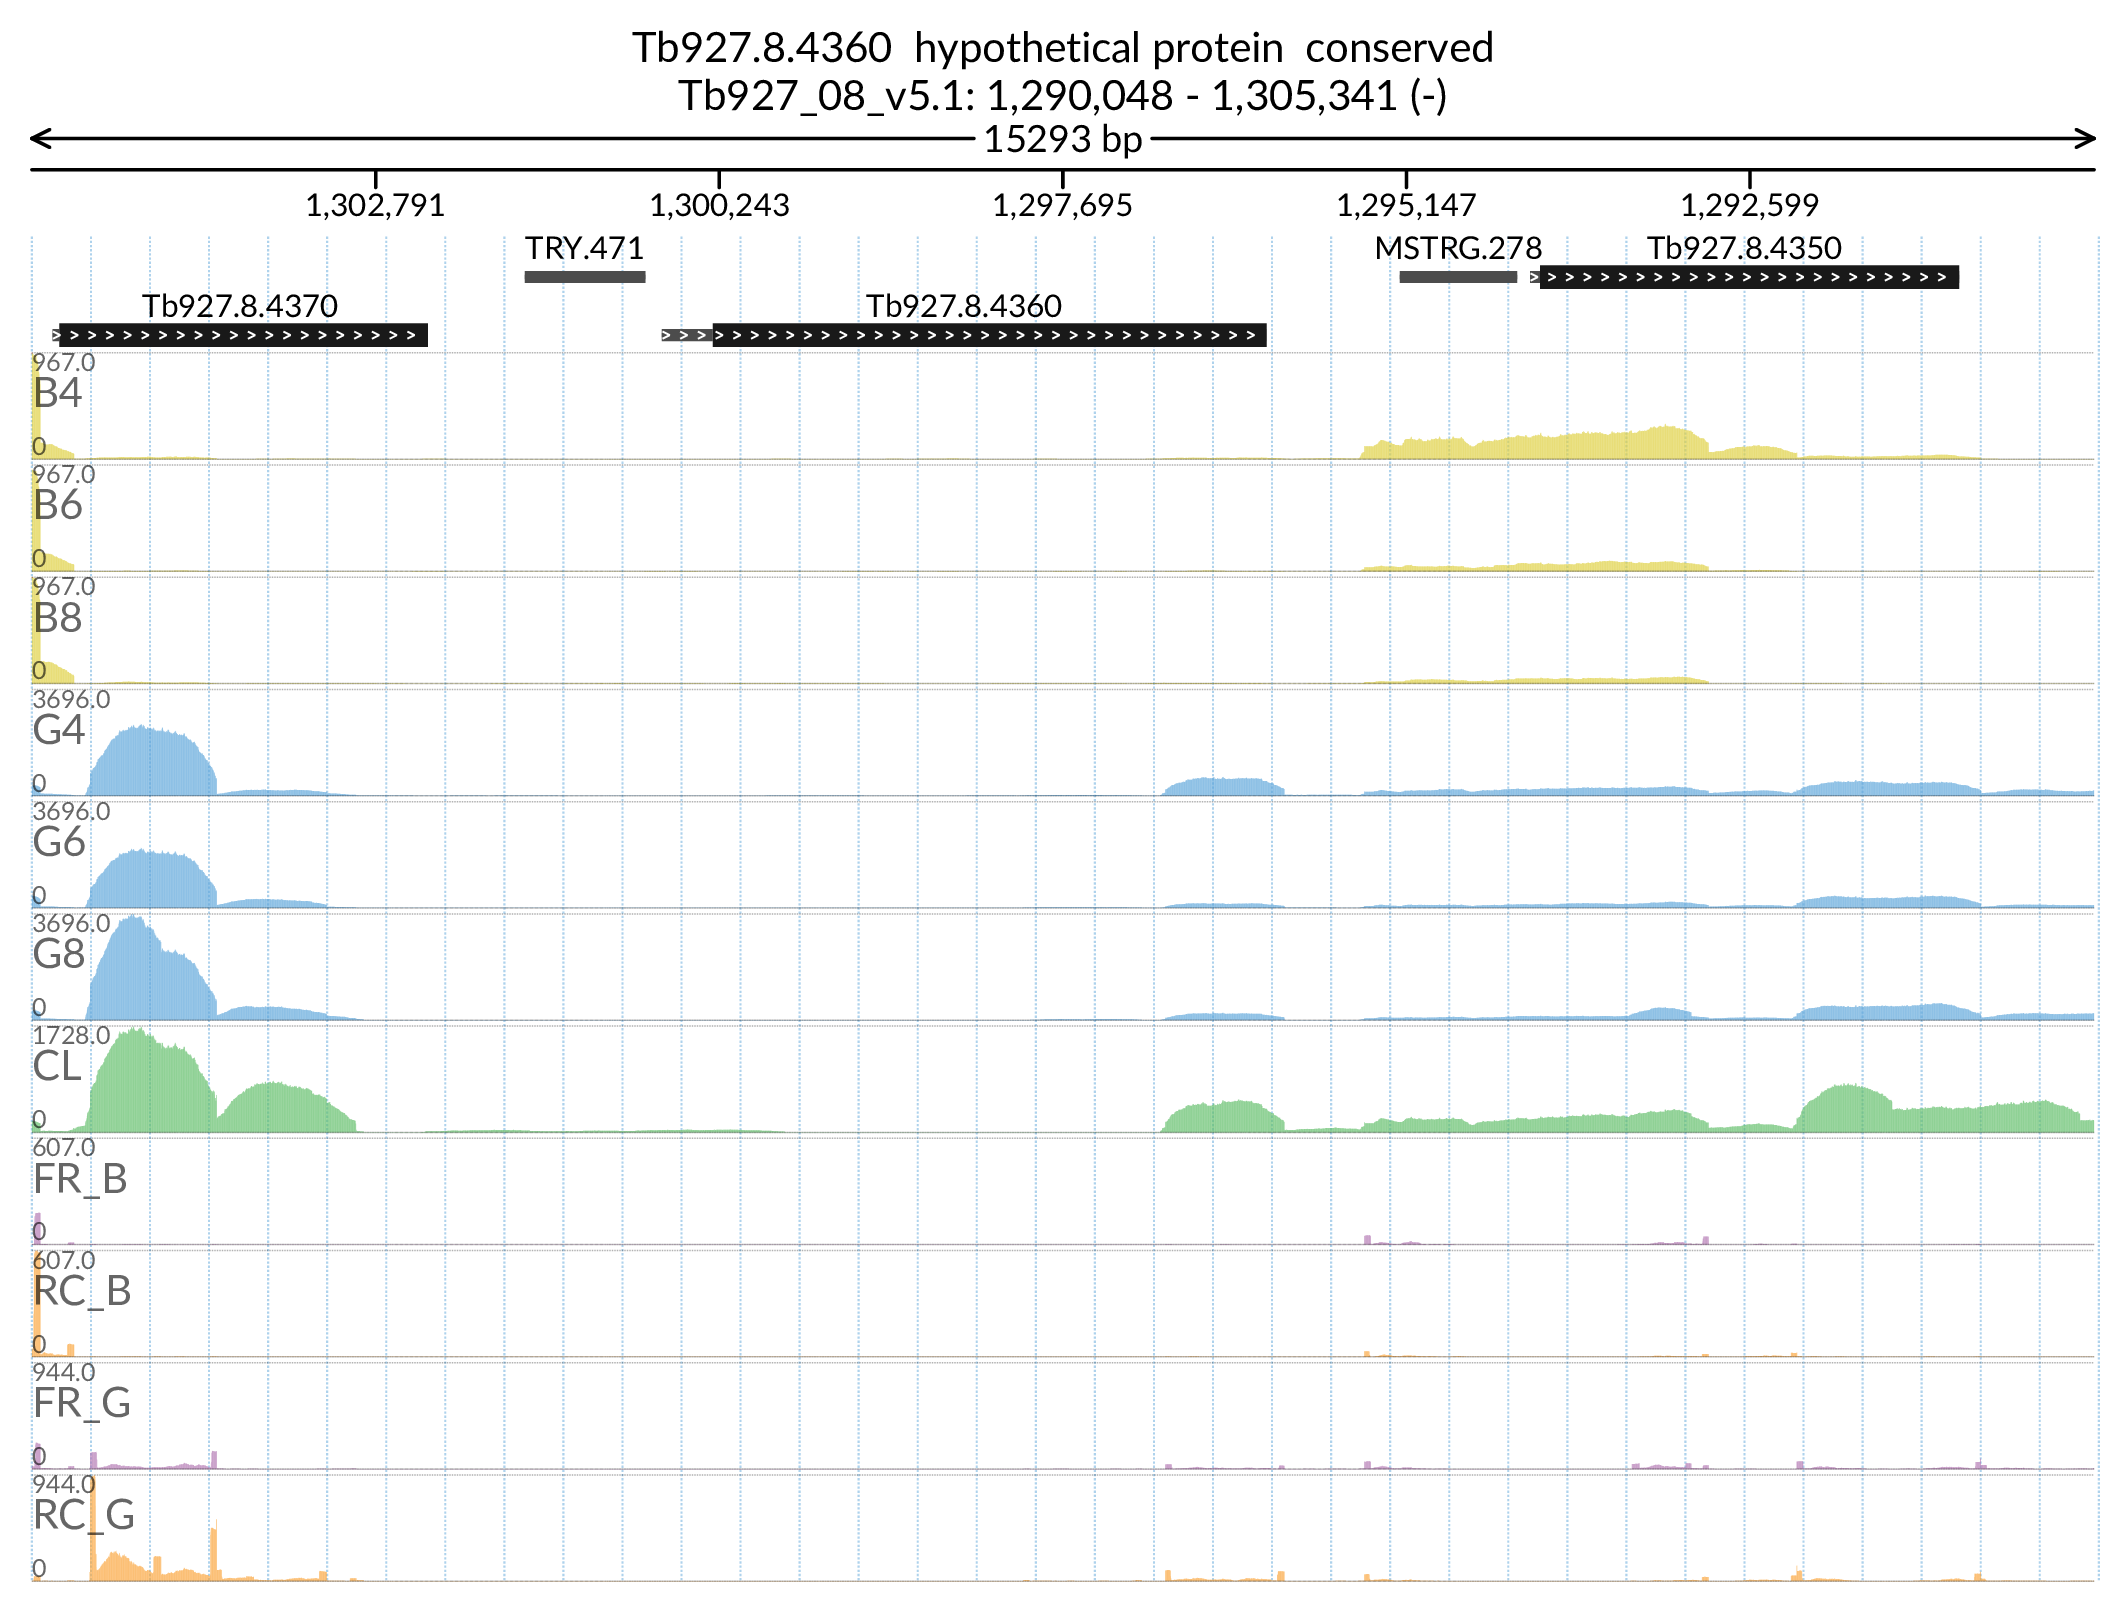 Tb927.8.4360  hypothetical protein  conserved
Tb927_08_v5.1: 1,290,048 - 1,305,341 (-)
15293 bp
1,302,791 1,300,243 1,297,695 1,295,147 1,292,599
TRY.471 MSTRG.278 Tb927.8.4350
Tb927.8.4370 Tb927.8.4360
967.0
B4
0
967.0
B6
0
967.0
B8
0
3696.0
G4
0
3696.0
G6
0
3696.0
G8
0
1728.0
CL
0
607.0
FR_B
0
607.0
RC_B
0
944.0
FR_G
0
944.0
RC_G
0